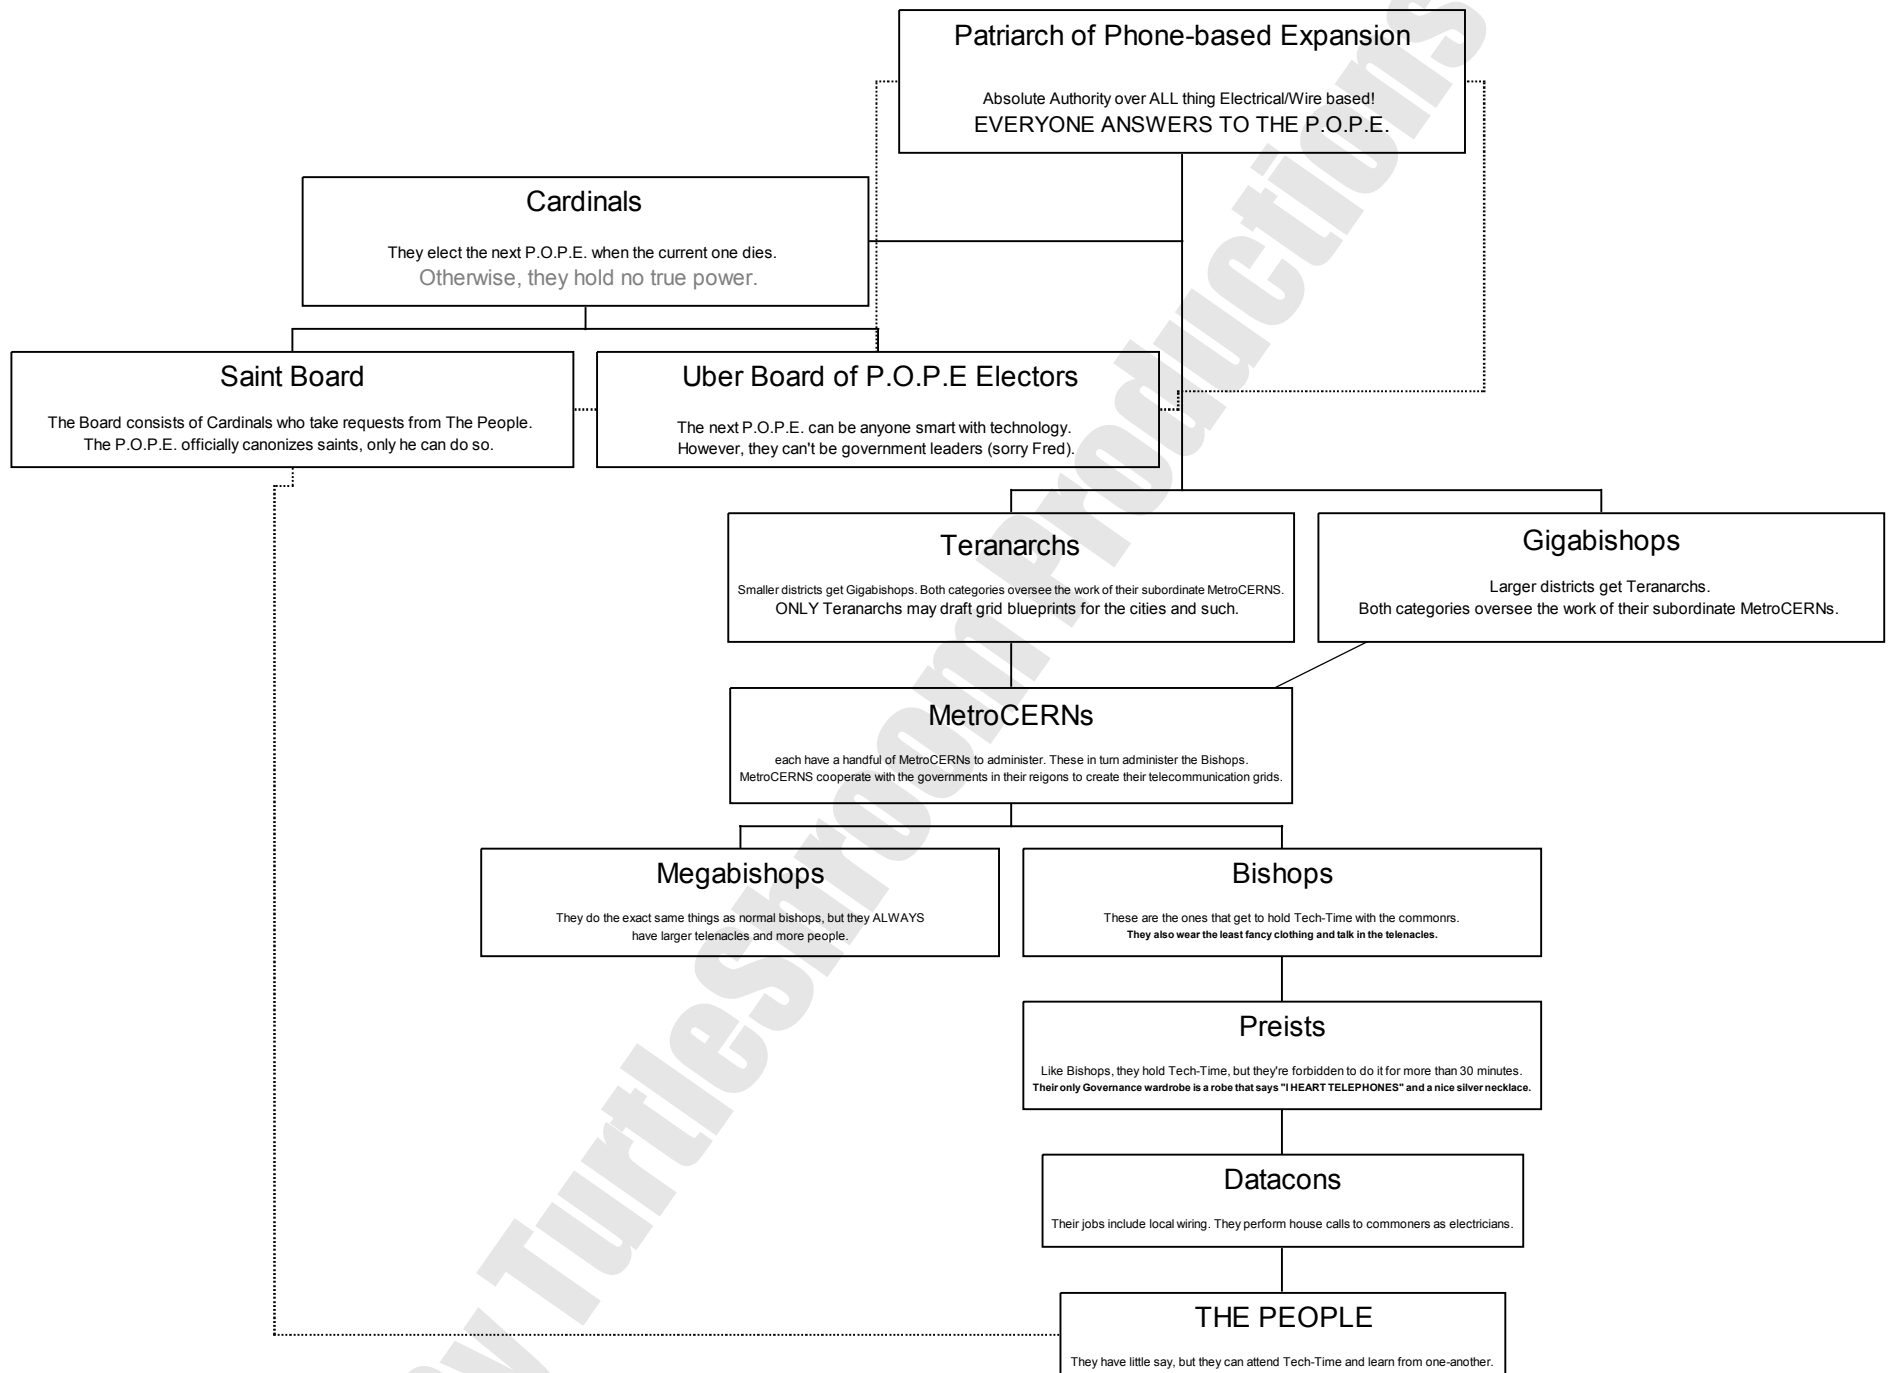 Patriarch of Phone-based Expansion
Absolute Authority over ALL thing Electrical/Wire based!
EVERYONE ANSWERS TO THE P.O.P.E.
Cardinals
They elect the next P.O.P.E. when the current one dies.
Otherwise, they hold no true power.
Saint Board
The Board consists of Cardinals who take requests from The People.
The P.O.P.E. officially canonizes saints, only he can do so.
Uber Board of P.O.P.E Electors
The next P.O.P.E. can be anyone smart with technology.
However, they can't be government leaders (sorry Fred).
Teranarchs
Smaller districts get Gigabishops. Both categories oversee the work of their subordinate MetroCERNS.
ONLY Teranarchs may draft grid blueprints for the cities and such.
Gigabishops
Larger districts get Teranarchs.
Both categories oversee the work of their subordinate MetroCERNs.
MetroCERNs
each have a handful of MetroCERNs to administer. These in turn administer the Bishops.
MetroCERNS cooperate with the governments in their reigons to create their telecommunication grids.
Megabishops
They do the exact same things as normal bishops, but they ALWAYS
have larger telenacles and more people.
Bishops
These are the ones that get to hold Tech-Time with the commonrs.
They also wear the least fancy clothing and talk in the telenacles.
Preists
Like Bishops, they hold Tech-Time, but they're forbidden to do it for more than 30 minutes.
Their only Governance wardrobe is a robe that says "I HEART TELEPHONES" and a nice silver necklace.
Datacons
Their jobs include local wiring. They perform house calls to commoners as electricians.
THE PEOPLE
They have little say, but they can attend Tech-Time and learn from one-another.
By TurtleShroom Productions